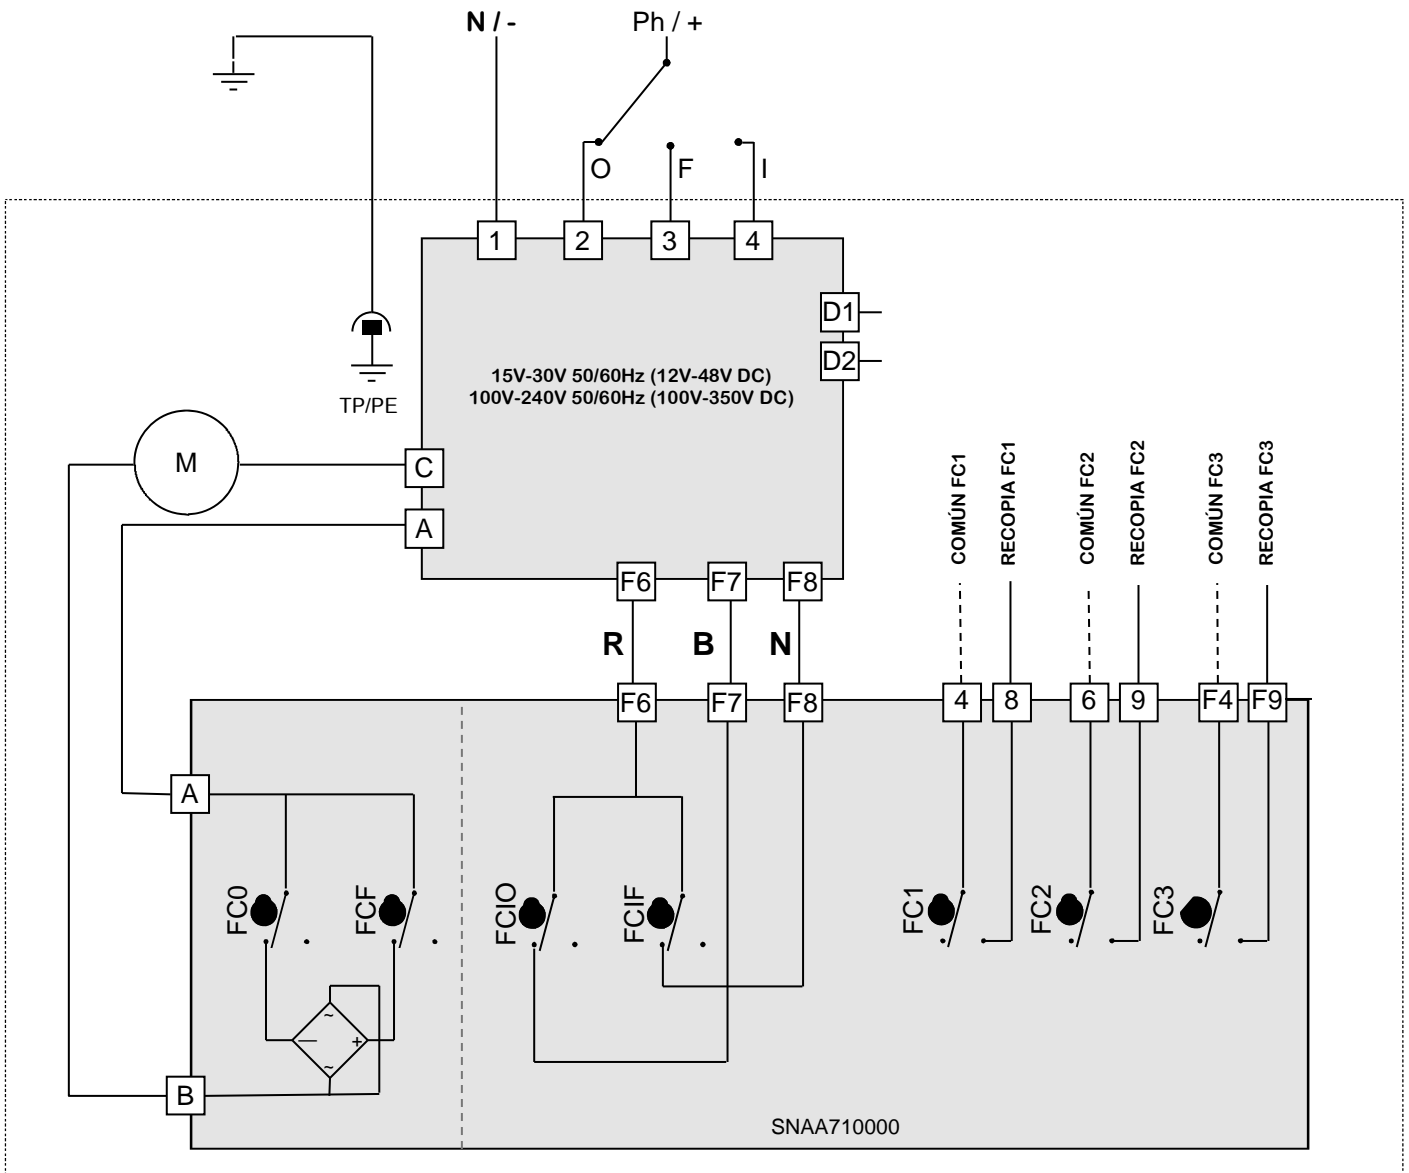 N / -
Ph / +
O
F
I
1
2
3
4
D1
D2
15V-30V 50/60Hz (12V-48V DC)
100V-240V 50/60Hz (100V-350V DC)
TP/PE
M
C
A
F6
F7
F8
R
B
N
COMÚN FC1
RECOPIA FC1
COMÚN FC2
RECOPIA FC2
COMÚN FC3
RECOPIA FC3
F6
F7
F8
4
8
6
9
F4
F9
A
FC0
FCF
FCIO
FCIF
FC1
FC2
FC3
~
— +
~
B
SNAA710000